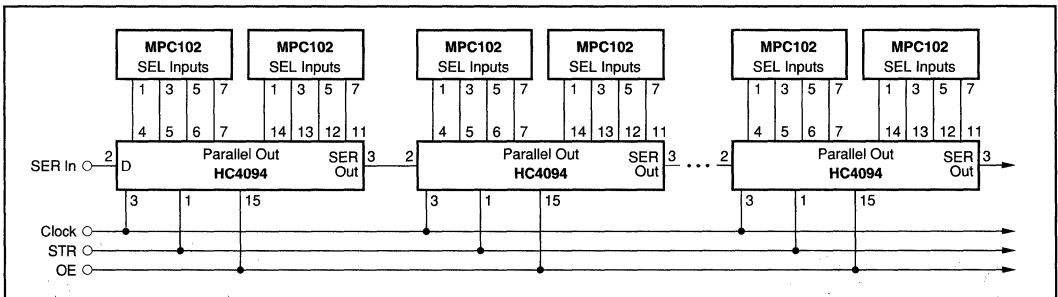 MPC102 MPC102 MPC102 MPC102 MPC102 MPC102
SEL Inputs SEL Inputs SEL Inputs SEL Inputs SEL Inputs SEL Inputs
1 3 5 7 1 3 5 7 1 3 5 7 1 3 5 7 1 3 5 7 1 3 5 7
4 5 6 7 14 13 12 11 4 5 6 7 14 13 12 11 4 5 6 7 14 13 12 11
SER In 2 D Parallel Out SER Out 3 2 Parallel Out SER Out 3 2 Parallel Out SER Out 3
HC4094 HC4094 HC4094
3 1 15 3 1 15 3 1 15
Clock
STR
OE